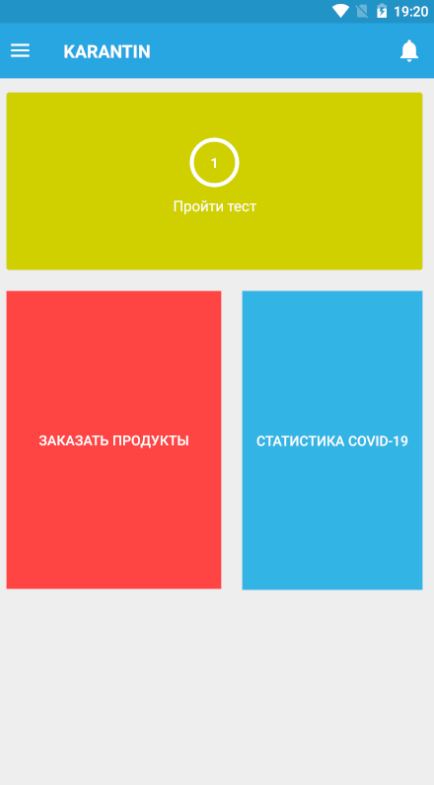 19:20
KARANTIN
1
Пройти тест
ЗАКАЗАТЬ ПРОДУКТЫ
СТАТИСТИКА COVID-19